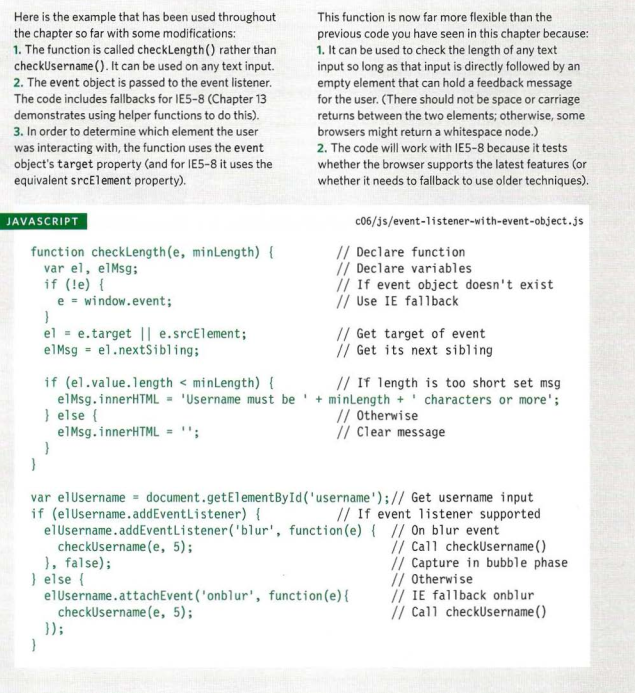 Here is the example that has been used throughout
the chapter so far with some modifications:
1. The function is called checkLength() rather than
checkUsername(). It can be used on any text input.
2. The event object is passed to the event listener.
The code includes fallbacks for IE5-8 (Chapter 13
demonstrates using helper functions to do this).
3. In order to determine which element the user
was interacting with, the function uses the event
object's target property (and for IE5-8 it uses the
equivalent srcElement property).
This function is now far more flexible than the
previous code you have seen in this chapter because:
1. It can be used to check the length of any text
input so long as that input is directly followed by an
empty element that can hold a feedback message
for the user. (There should not be space or carriage
returns between the two elements; otherwise, some
browsers might return a whitespace node.)
2. The code will work with IE5-8 because it tests
whether the browser supports the latest features (or
whether it needs to fallback to use older techniques).
JAVASCRIPT c06/js/event-listener-with-event-object.js
function checkLength(e, minLength) { // Declare function
var el, elMsg; // Declare variables
if (!e) { // If event object doesn't exist
e = window.event; // Use IE fallback
}
el = e.target || e.srcElement; // Get target of event
elMsg = el.nextSibling; // Get its next sibling
if (el.value.length < minLength) { // If length is too short set msg
elMsg.innerHTML = 'Username must be ' + minLength + ' characters or more';
} else { // Otherwise
elMsg.innerHTML = ''; // Clear message
}
}
var elUsername = document.getElementById('username');// Get username input
if (elUsername.addEventListener) { // If event listener supported
elUsername.addEventListener('blur', function(e) { // On blur event
checkUsername(e, 5); // Call checkUsername()
}, false); // Capture in bubble phase
} else { // Otherwise
elUsername.attachEvent('onblur', function(e){ // IE fallback onblur
checkUsername(e, 5); // Call checkUsername()
});
}